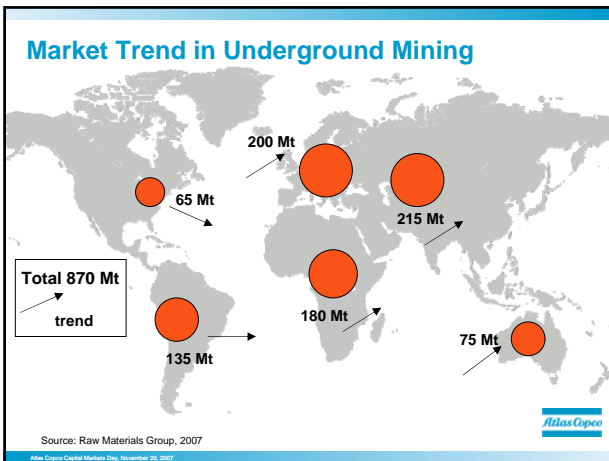 Market Trend in Underground Mining
200 Mt
65 Mt
215 Mt
Total 870 Mt
trend
180 Mt
135 Mt
75 Mt
Atlas Copco
Source: Raw Materials Group, 2007
Atlas Copco Capital Markets Day, November 20, 2007